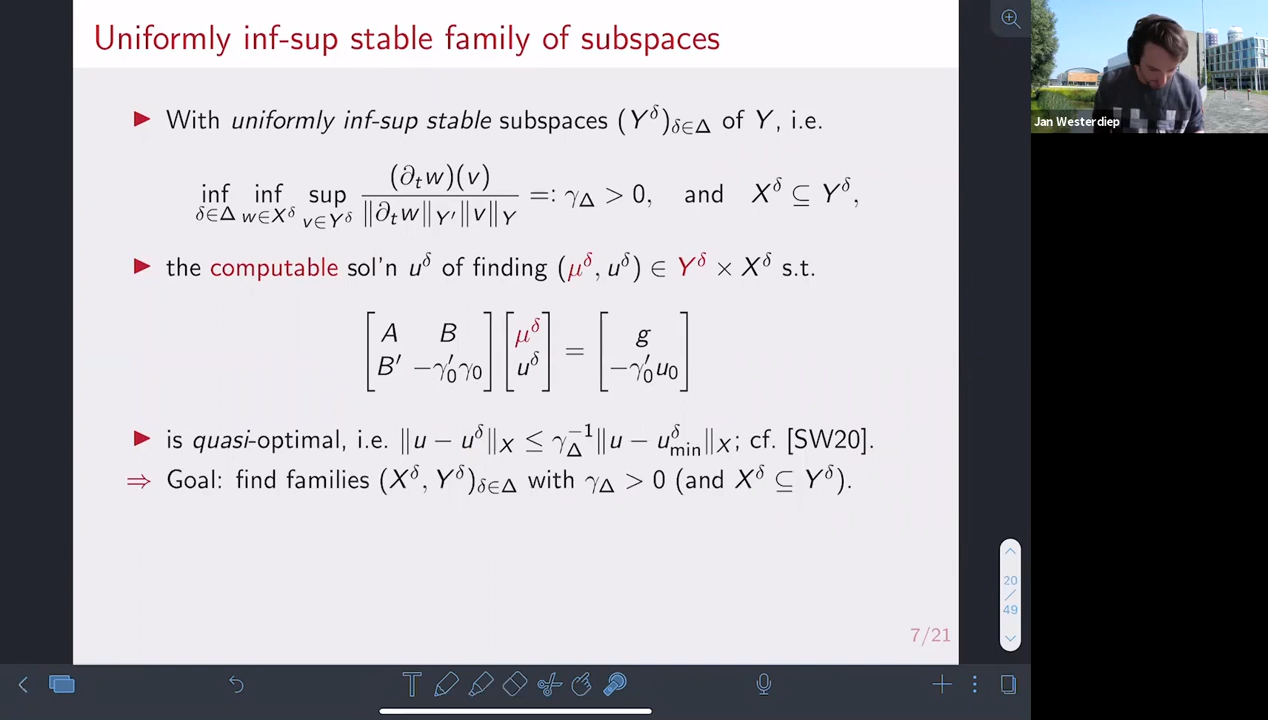 Uniformly inf-sup stable family of subspaces
▶ With uniformly inf-sup stable subspaces (Y^δ)_{δ∈Δ} of Y, i.e.
inf_{δ∈Δ} inf_{w∈X^δ} sup_{v∈Y^δ} (∂_t w)(v) / ‖∂_t w‖_{Y′}‖v‖_Y =: γ_Δ > 0, and X^δ ⊆ Y^δ,
▶ the computable sol'n u^δ of finding (μ^δ, u^δ) ∈ Y^δ × X^δ s.t.
[A B; B′ −γ′_0γ_0] [μ^δ; u^δ] = [g; −γ′_0u_0]
▶ is quasi-optimal, i.e. ‖u − u^δ‖_X ≤ γ_Δ^{−1}‖u − u^δ_min‖_X; cf. [SW20].
⇒ Goal: find families (X^δ, Y^δ)_{δ∈Δ} with γ_Δ > 0 (and X^δ ⊆ Y^δ).
7/21
20
/
49
T
Jan Westerdiep